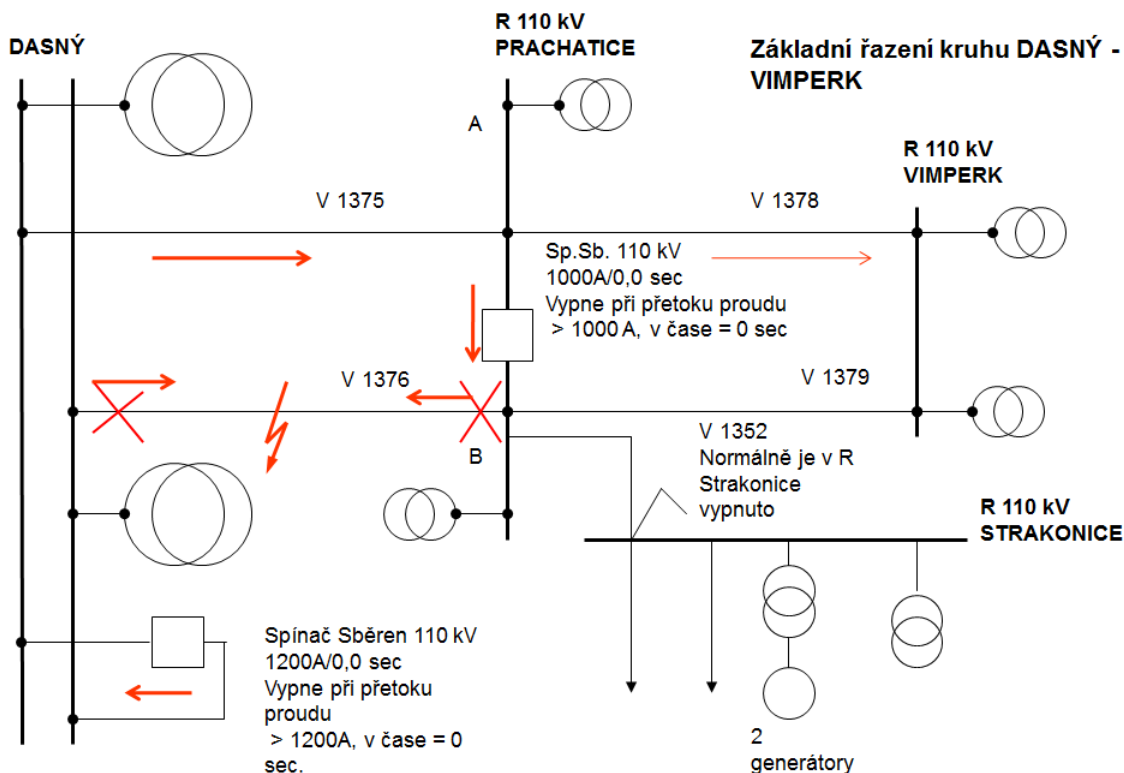 DASNÝ
R 110 kV
PRACHATICE
Základní řazení kruhu DASNÝ -
VIMPERK
A
R 110 kV
VIMPERK
V 1375
V 1378
Sp.Sb. 110 kV
1000A/0,0 sec
Vypne při přetoku proudu
> 1000 A, v čase = 0 sec
V 1376
V 1379
B
V 1352
Normálně je v R
Strakonice
vypnuto
R 110 kV
STRAKONICE
Spínač Sběren 110 kV
1200A/0,0 sec
Vypne při přetoku
proudu
> 1200A, v čase = 0
sec.
2
generátory